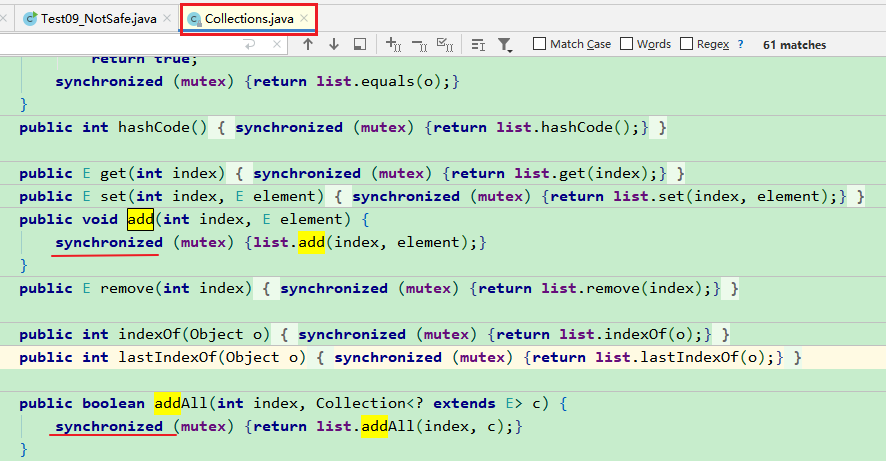 Test09_NotSafe.java Collections.java
Match Case Words Regex ? 61 matches
return true;
synchronized (mutex) {return list.equals(o);}
}
public int hashCode() { synchronized (mutex) {return list.hashCode();} }
public E get(int index) { synchronized (mutex) {return list.get(index);} }
public E set(int index, E element) { synchronized (mutex) {return list.set(index, element);} }
public void add(int index, E element) {
synchronized (mutex) {list.add(index, element);}
}
public E remove(int index) { synchronized (mutex) {return list.remove(index);} }
public int indexOf(Object o) { synchronized (mutex) {return list.indexOf(o);} }
public int lastIndexOf(Object o) { synchronized (mutex) {return list.lastIndexOf(o);} }
public boolean addAll(int index, Collection<? extends E> c) {
synchronized (mutex) {return list.addAll(index, c);}
}